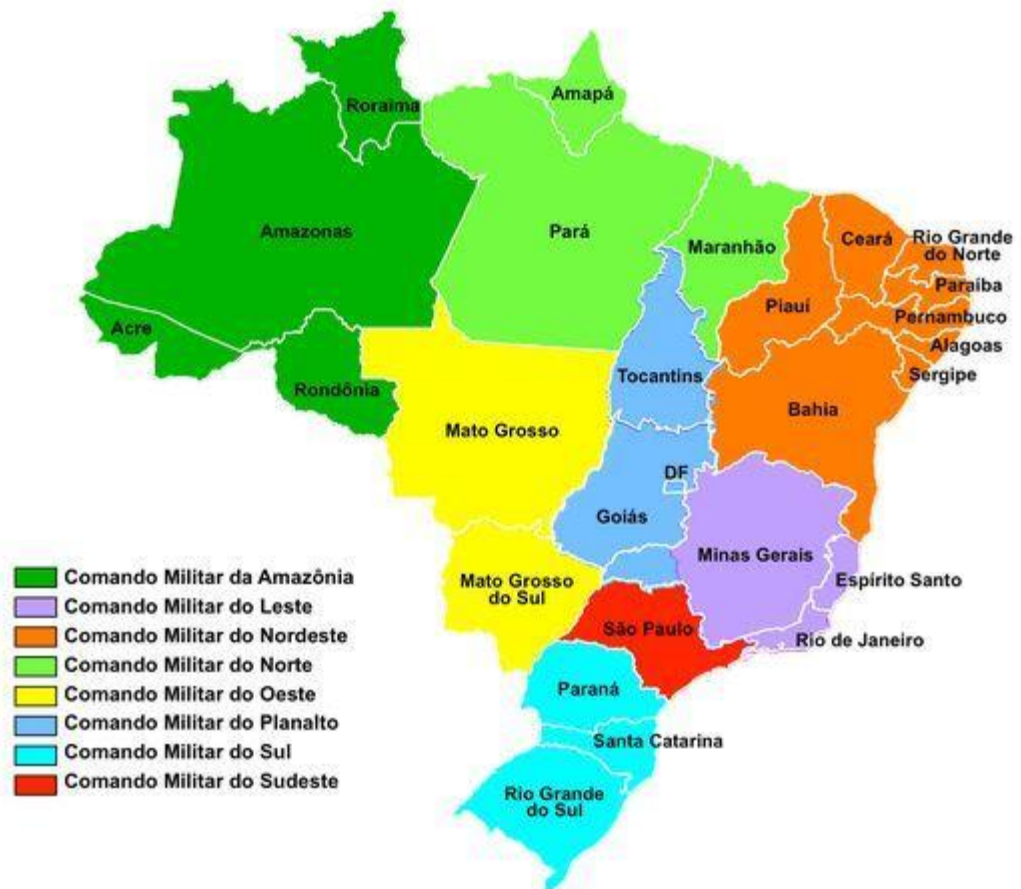 Amapá
Roraima
Amazonas
Pará
Maranhão
Ceará
Rio Grande
do Norte
Paraíba
Piauí
Pernambuco
Acre
Alagoas
Rondônia
Tocantins
Sergipe
Bahia
Mato Grosso
DF
Goiás
Minas Gerais
Mato Grosso
do Sul
Espírito Santo
São Paulo
Rio de Janeiro
Paraná
Santa Catarina
Rio Grande
do Sul
Comando Militar da Amazônia
Comando Militar do Leste
Comando Militar do Nordeste
Comando Militar do Norte
Comando Militar do Oeste
Comando Militar do Planalto
Comando Militar do Sul
Comando Militar do Sudeste